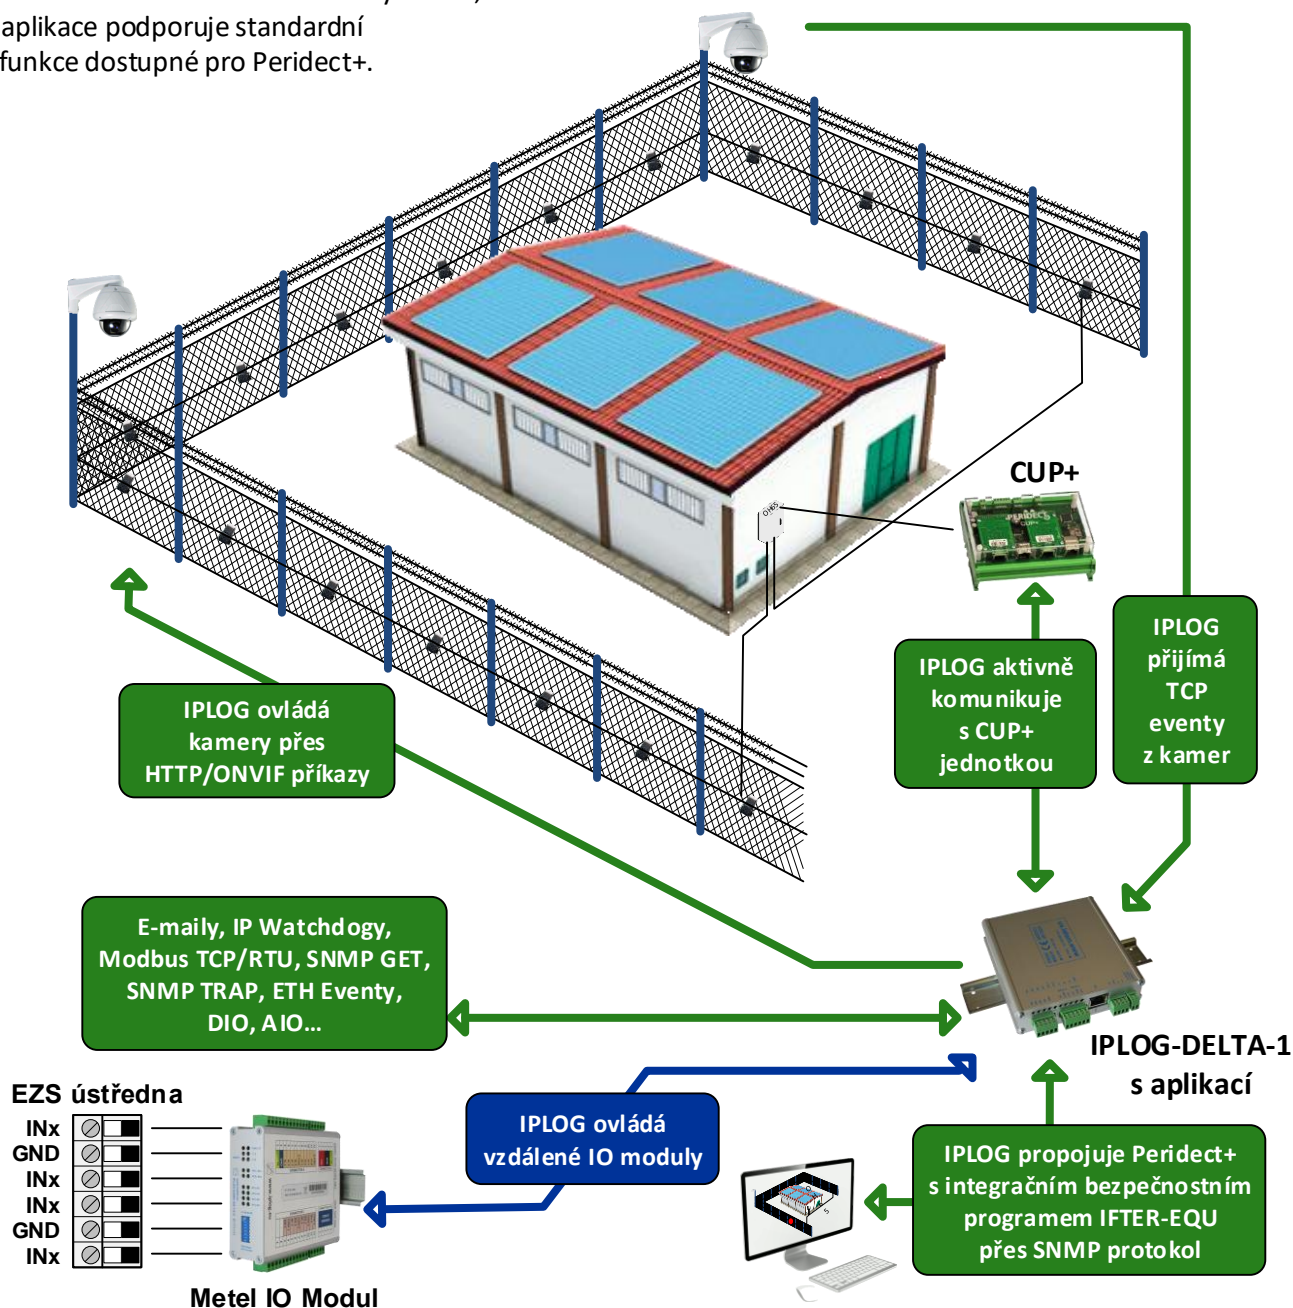 aplikace podporuje standardní
funkce dostupné pro Peridect+.
CUP+
PERIDECT
CUP+
IPLOG
přijímá
TCP
eventy
z kamer
IPLOG aktivně
komunikuje
s CUP+
jednotkou
IPLOG ovládá
kamery přes
HTTP/ONVIF příkazy
E-maily, IP Watchdogy,
Modbus TCP/RTU, SNMP GET,
SNMP TRAP, ETH Eventy,
DIO, AIO...
IPLOG-DELTA-1
s aplikací
EZS ústředna
INx
GND
INx
INx
GND
INx
IPLOG ovládá
vzdálené IO moduly
IPLOG propojuje Peridect+
s integračním bezpečnostním
programem IFTER-EQU
přes SNMP protokol
Metel IO Modul